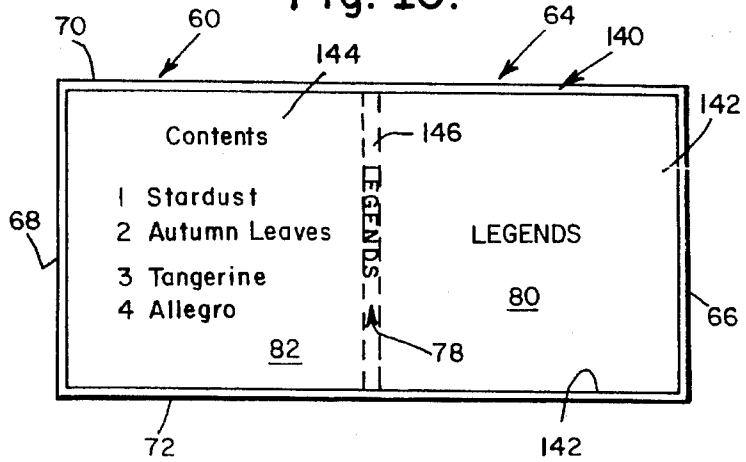 Fig. 10.
70
60
64
140
144
142
146
Contents
1 Stardust
2 Autumn Leaves
3 Tangerine
4 Allegro
LEGENDS
LEGENDS
68
80
66
82
78
72
142